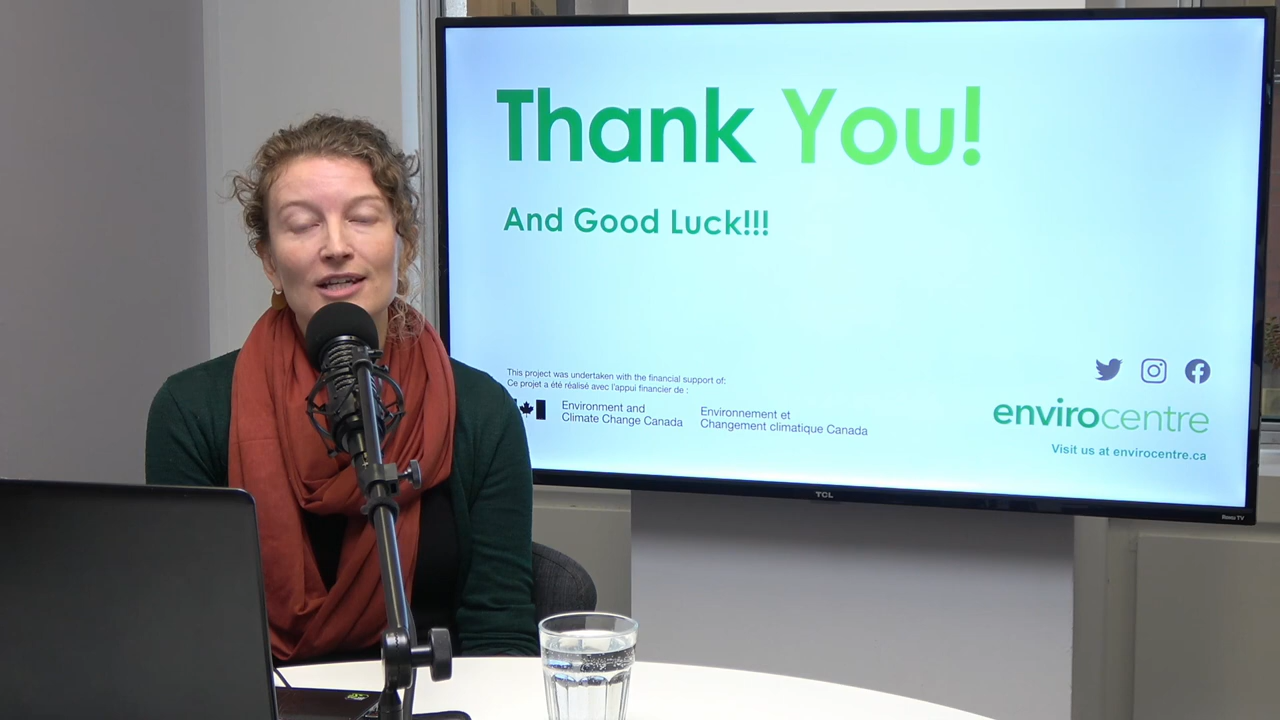 Thank You!
And Good Luck!!!
This project was undertaken with the financial support of:
Ce projet a été réalisé avec l'appui financier de :
Environment and
Climate Change Canada
Environnement et
Changement climatique Canada
envirocentre
Visit us at envirocentre.ca
TCL
Roku TV